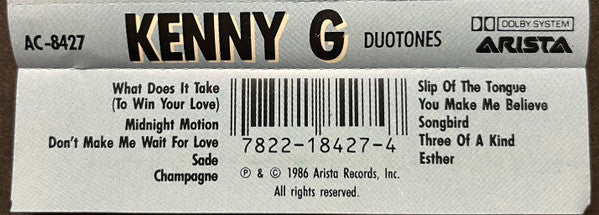 AC-8427 KENNY G DUOTONES DOLBY SYSTEM
ARISTA
What Does It Take
(To Win Your Love)
Midnight Motion
Don't Make Me Wait For Love
Sade
Champagne
7822-18427-4
℗ & © 1986 Arista Records, Inc.
All rights reserved.
Slip Of The Tongue
You Make Me Believe
Songbird
Three Of A Kind
Esther